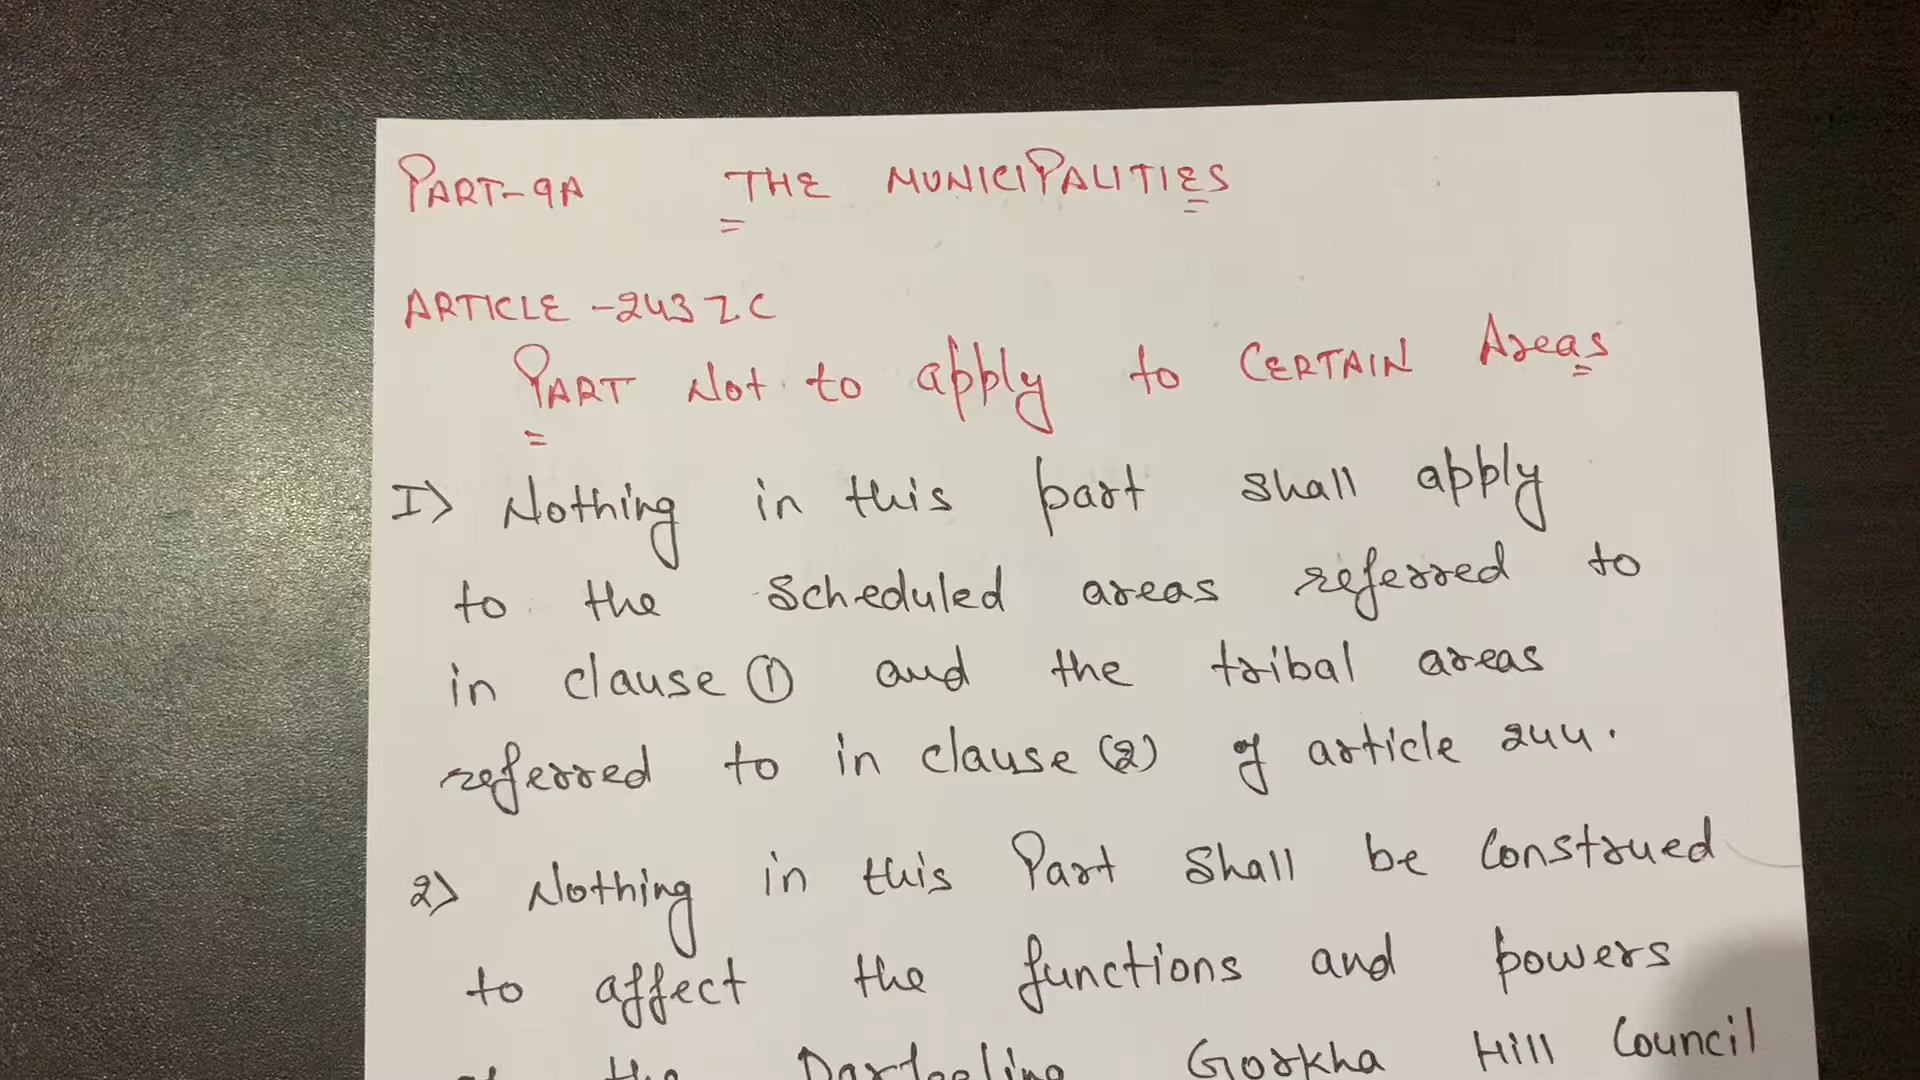 PART-9A THE MUNICIPALITIES
ARTICLE -243ZC
PART Not to apply to CERTAIN Areas
I) Nothing in this part shall apply
to the Scheduled areas referred to
in clause ① and the tribal areas
referred to in clause (2) of article 244.
2) Nothing in this Part Shall be Construed
to affect the functions and powers
of the Darjeeling Gorkha Hill Council